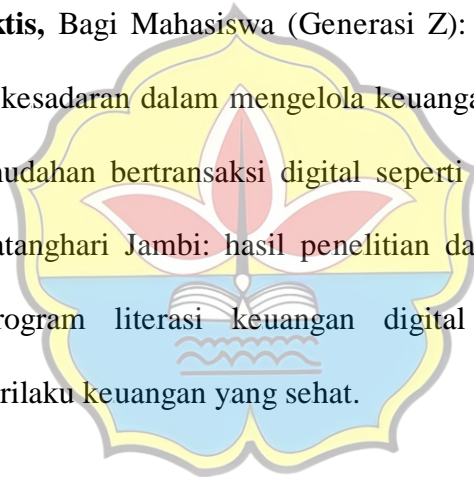 ktis, Bagi Mahasiswa (Generasi Z):
kesadaran dalam mengelola keuanga
udahan bertransaksi digital seperti
atanghari Jambi: hasil penelitian da
rogram literasi keuangan digital
rilaku keuangan yang sehat.